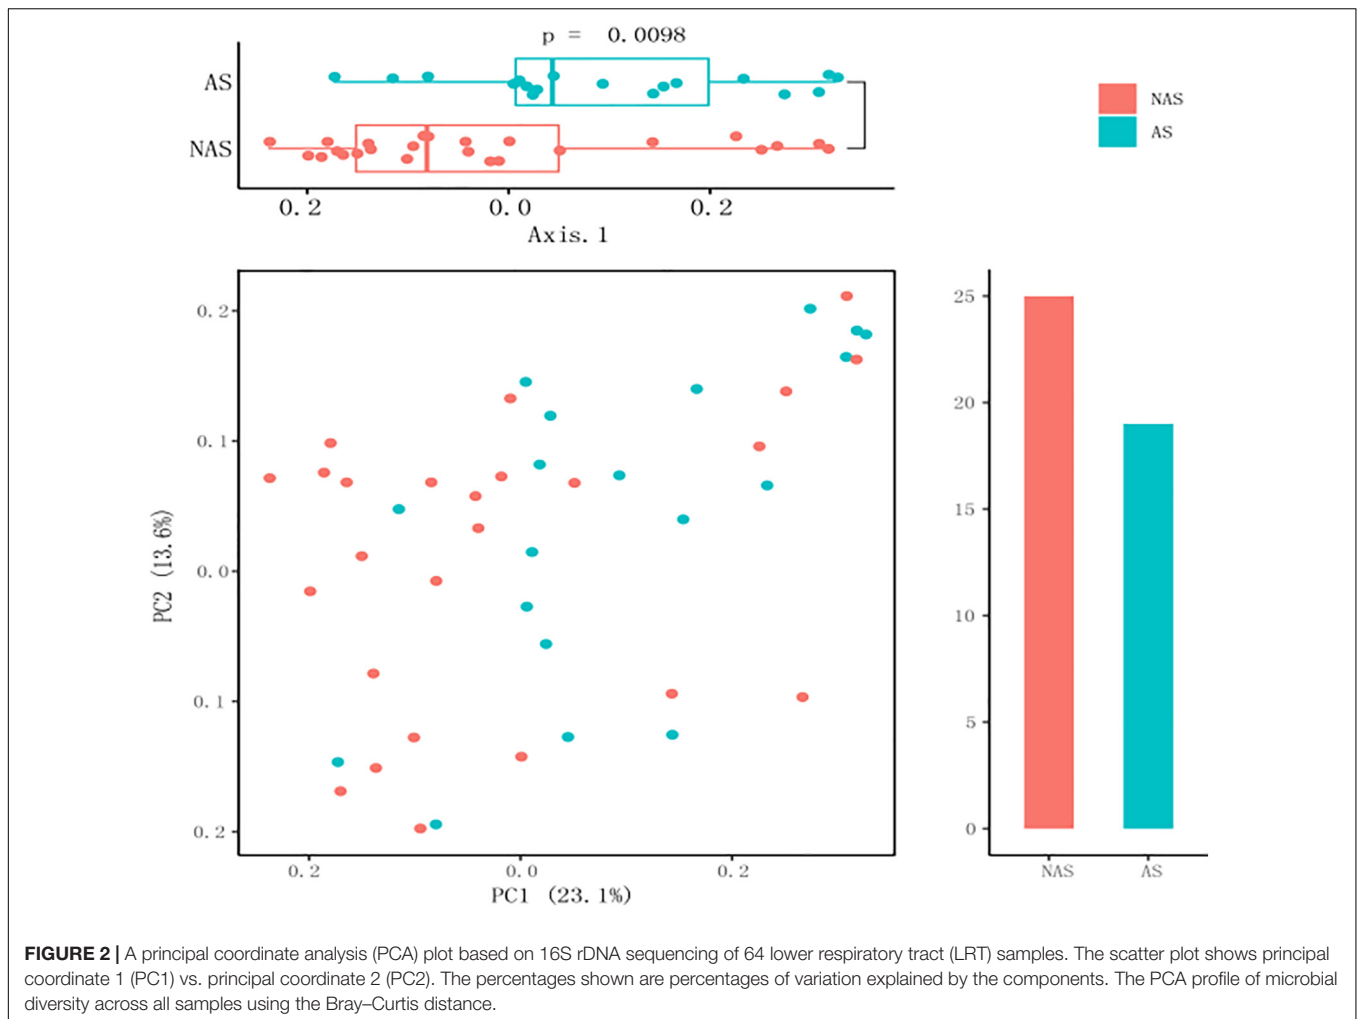 p = 0.0098
AS
NAS
0.2 0.0 0.2
Axis.1
NAS
AS
0.2
0.1
0.0
0.1
0.2
PC2 (13.6%)
0.2 0.0 0.2
PC1 (23.1%)
25
20
15
10
5
0
NAS AS
FIGURE 2 | A principal coordinate analysis (PCA) plot based on 16S rDNA sequencing of 64 lower respiratory tract (LRT) samples. The scatter plot shows principal
coordinate 1 (PC1) vs. principal coordinate 2 (PC2). The percentages shown are percentages of variation explained by the components. The PCA profile of microbial
diversity across all samples using the Bray–Curtis distance.